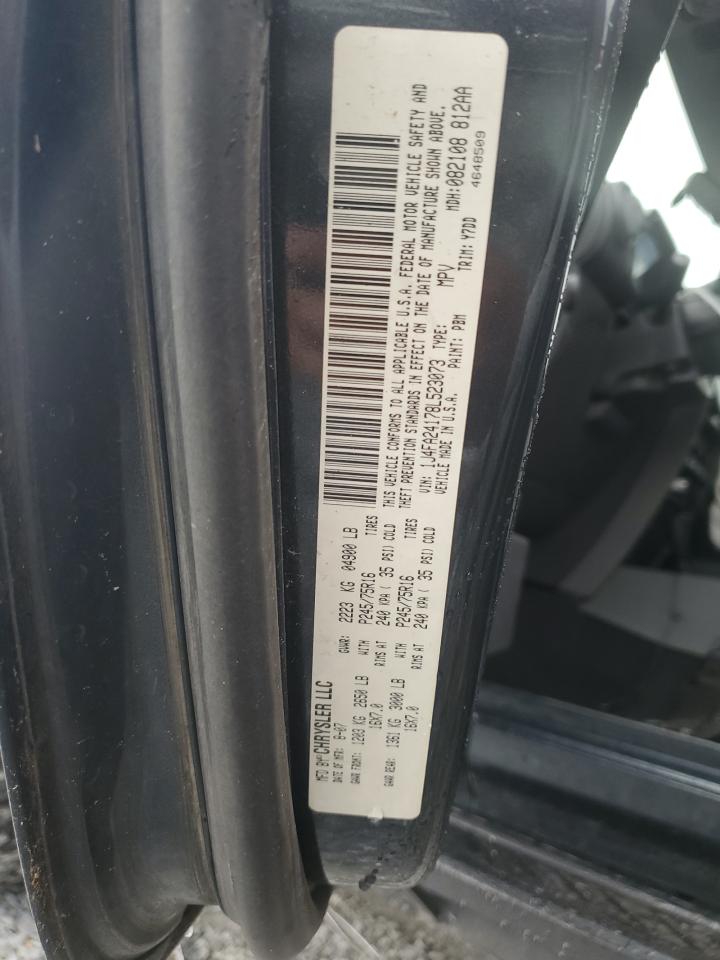 MFD BY: CHRYSLER LLC
DATE OF MFR: 8-07 GVWR: 2223 KG 04900 LB
GAWR FRONT: 1203 KG 2650 LB WITH P245/75R16 TIRES
16X7.0 RIMS AT 240 KPA ( 35 PSI) COLD
GAWR REAR: 1361 KG 3000 LB WITH P245/75R16 TIRES
16X7.0 RIMS AT 240 KPA ( 35 PSI) COLD
THIS VEHICLE CONFORMS TO ALL APPLICABLE U.S.A. FEDERAL MOTOR VEHICLE SAFETY AND
THEFT PREVENTION STANDARDS IN EFFECT ON THE DATE OF MANUFACTURE SHOWN ABOVE.
VIN: 1J4FA24178L523073 TYPE: MPV MDH:082108 812AA
VEHICLE MADE IN U.S.A. PAINT: PBM TRIM: Y7DD 4648509